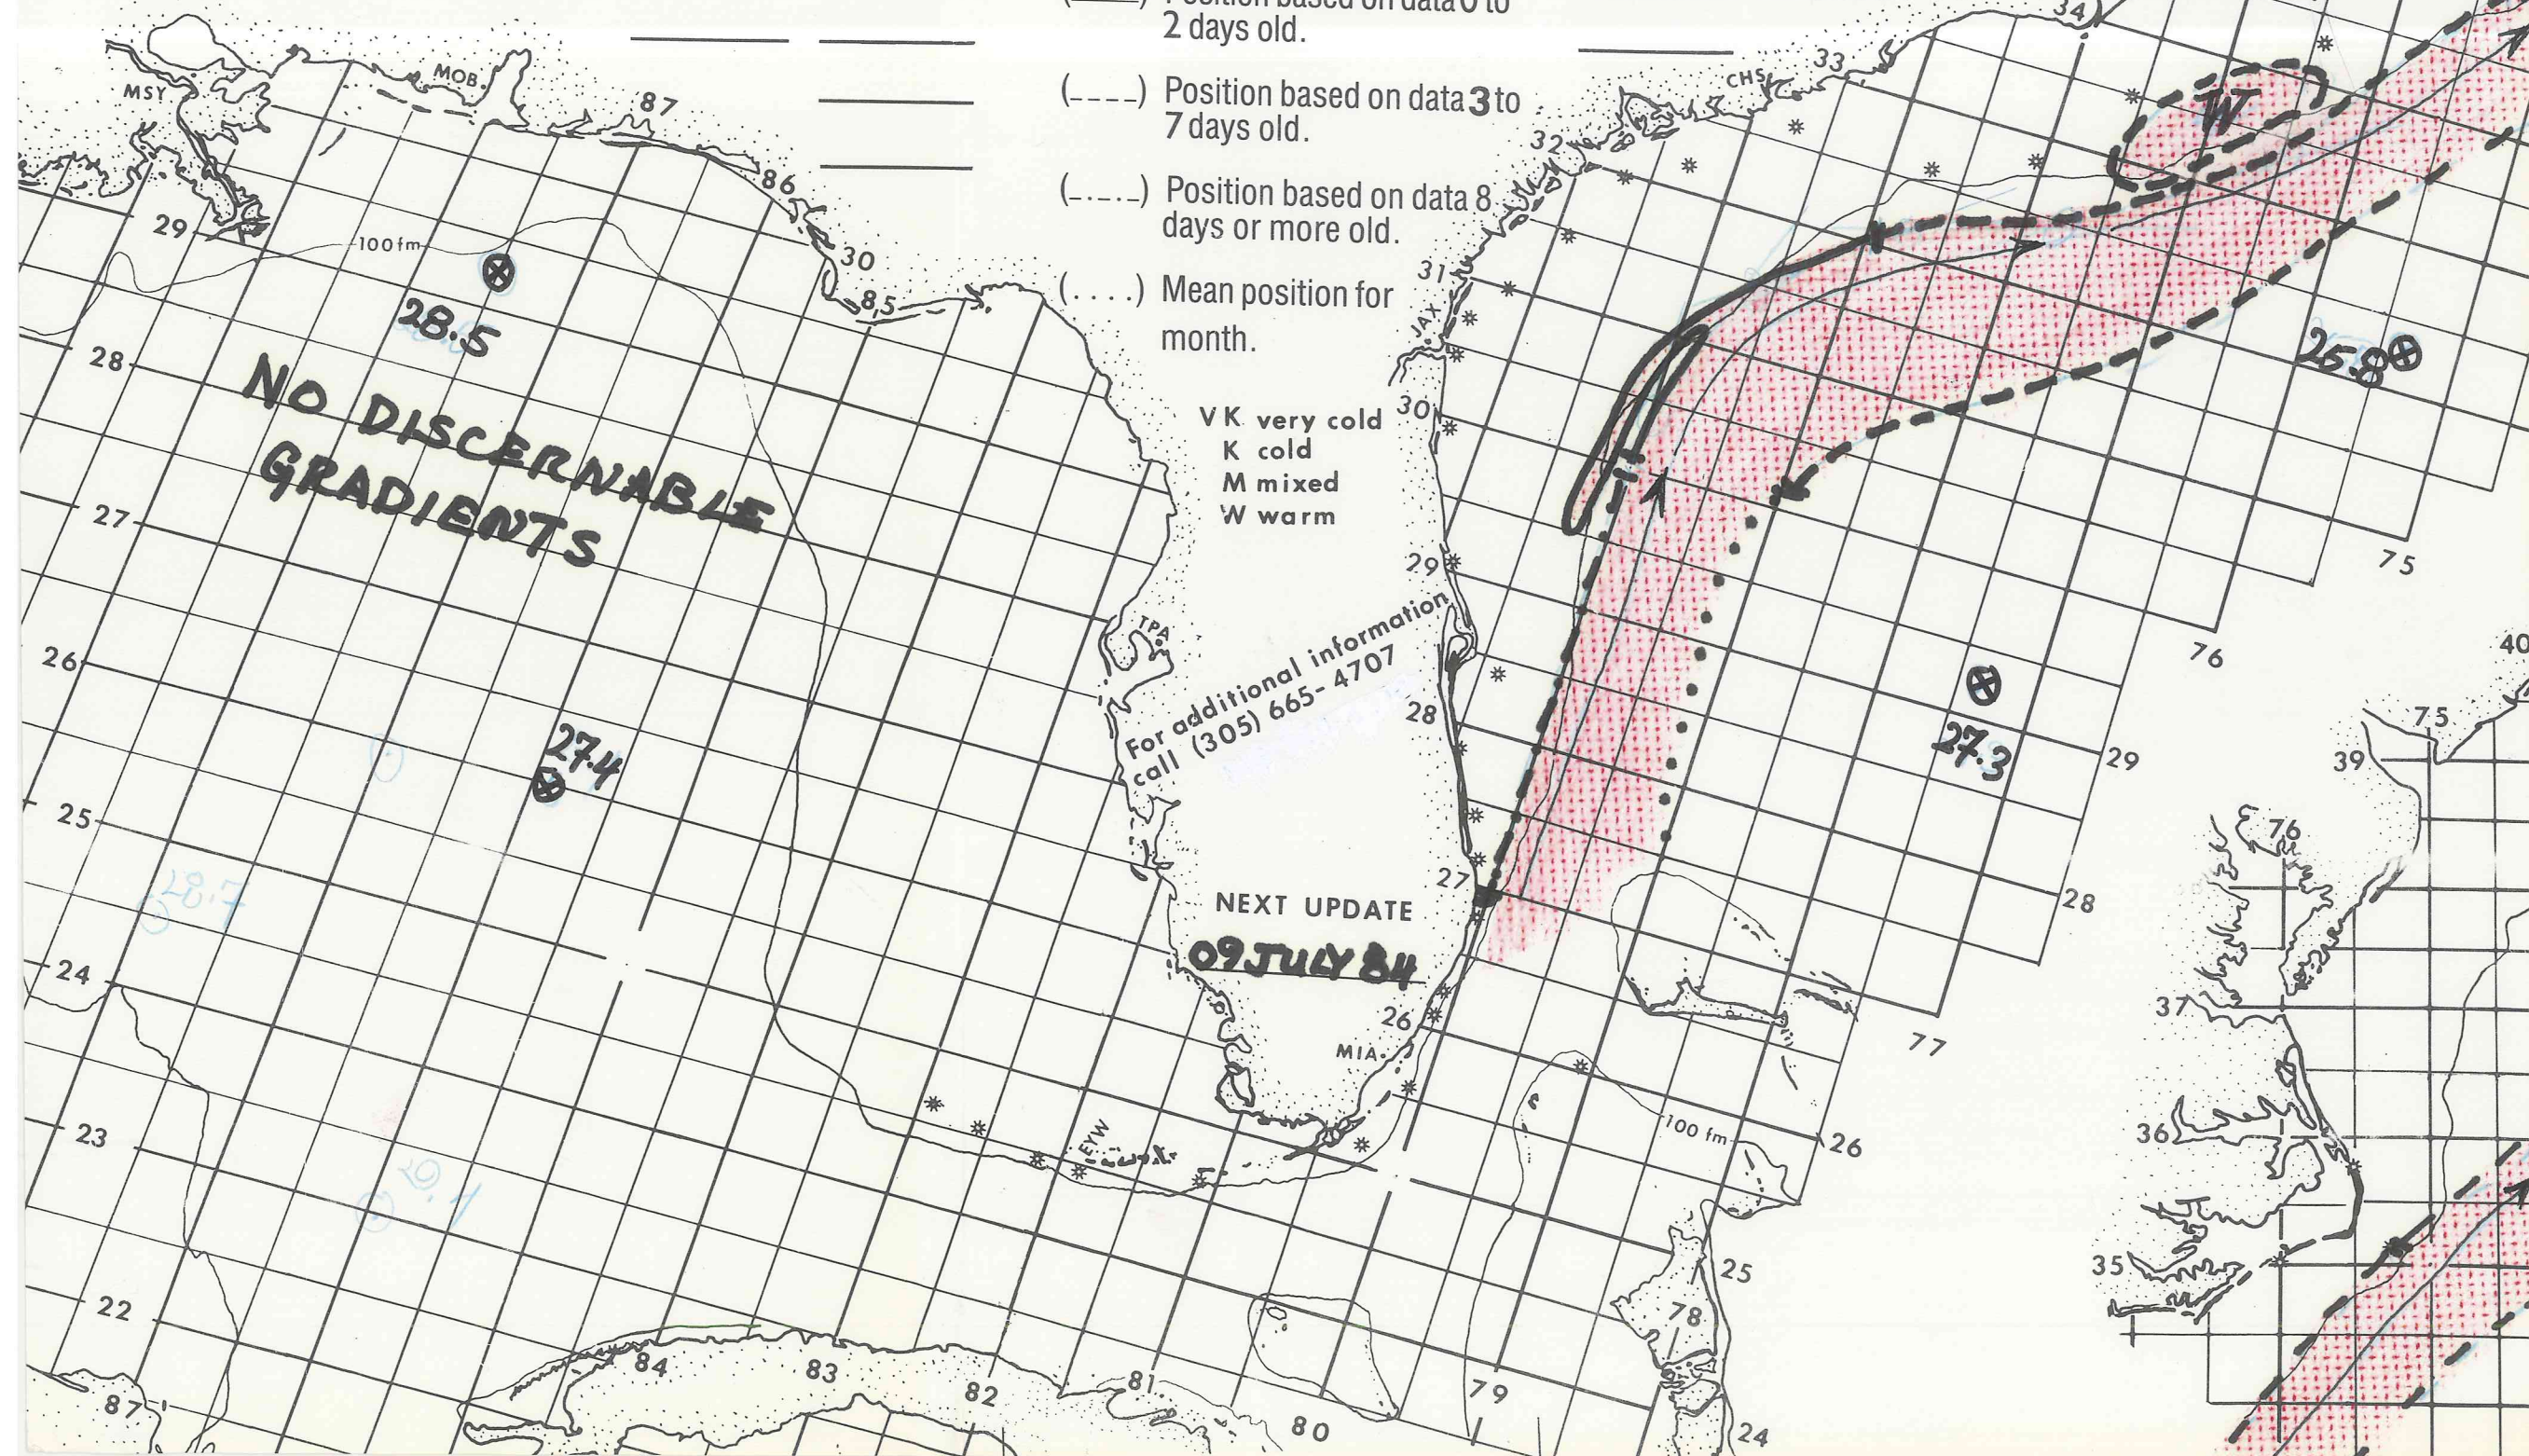 2 days old.
(----) Position based on data 3 to
7 days old.
(-.-.-) Position based on data 8
days or more old.
(....) Mean position for
month.
VK very cold
K cold
M mixed
W warm
For additional information
call (305) 665-4707
NEXT UPDATE
09 JULY 84
MSY
MOB.
87
86
30
85
29
100 fm
28.5
28
NO DISCERNABLE
GRADIENTS
27
26
27.4
25
24
23
22
87
84
83
82
81
80
79
78
EYW
TPA
MIA
26
27
28
29
30
JAX
31
32
CHS
33
34
W
25.8
75
76
27.3
29
28
77
100 fm
26
25
24
40
75
39
76
37
36
35